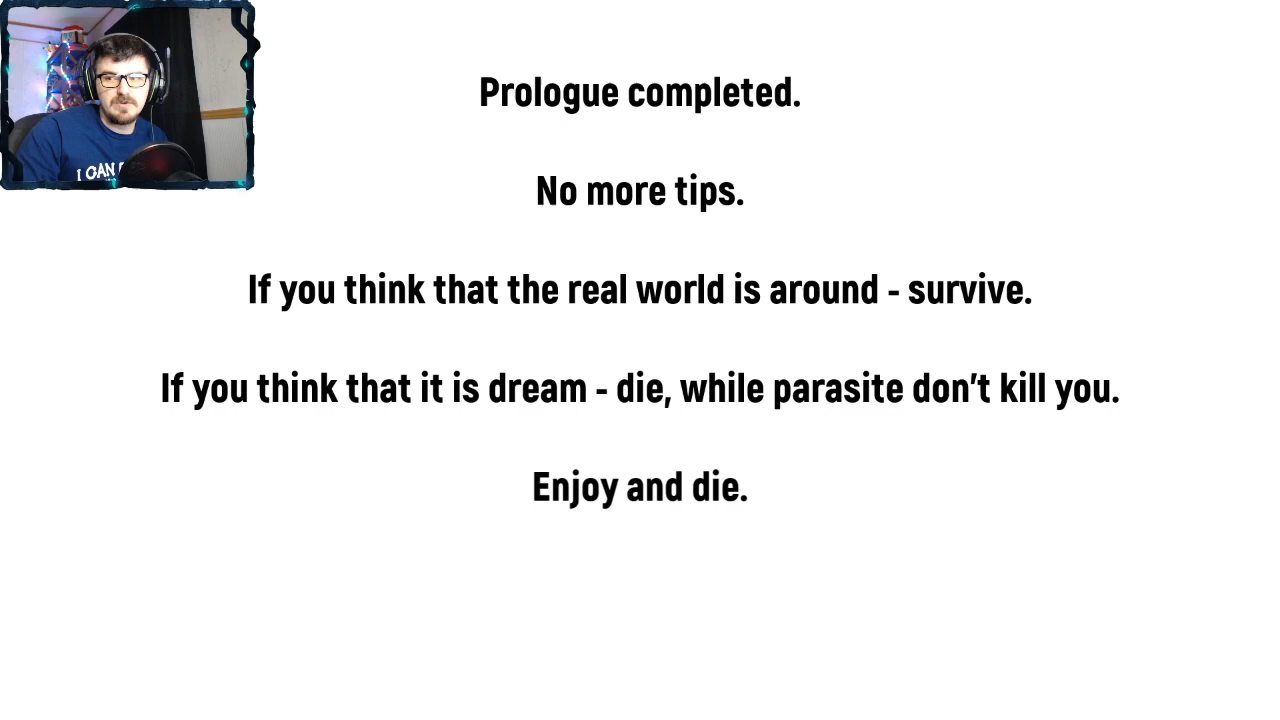 Prologue completed.
No more tips.
If you think that the real world is around - survive.
If you think that it is dream - die, while parasite don't kill you.
Enjoy and die.
I CAN